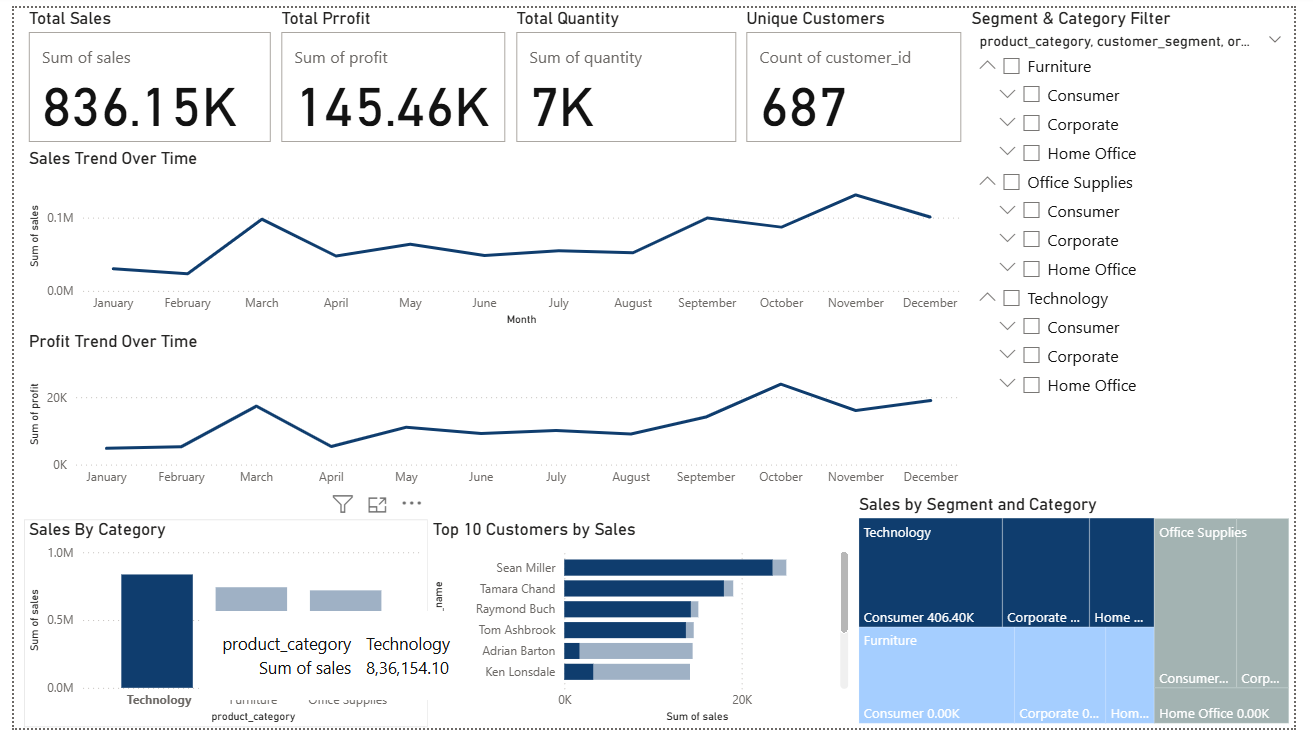 Total Sales
Total Prrofit
Total Quantity
Unique Customers
Segment & Category Filter
Sum of sales
836.15K
Sum of profit
145.46K
Sum of quantity
7K
Count of customer_id
687
product_category, customer_segment, or...
Furniture
Consumer
Corporate
Home Office
Office Supplies
Consumer
Corporate
Home Office
Technology
Consumer
Corporate
Home Office
Sales Trend Over Time
Sum of sales
0.1M
0.0M
January February March April May June July August September October November December
Month
Profit Trend Over Time
Sum of profit
20K
0K
January February March April May June July August September October November December
Sales By Category
Sum of sales
1.0M
0.5M
0.0M
product_category Technology
Sum of sales 8,36,154.10
Technology Furniture Office Supplies
product_category
Top 10 Customers by Sales
_name
Sean Miller
Tamara Chand
Raymond Buch
Tom Ashbrook
Adrian Barton
Ken Lonsdale
0K 20K
Sum of sales
Sales by Segment and Category
Technology
Consumer 406.40K
Corporate ...
Home ...
Office Supplies
Consumer...
Corp...
Home Office 0.00K
Furniture
Consumer 0.00K
Corporate 0...
Hom...